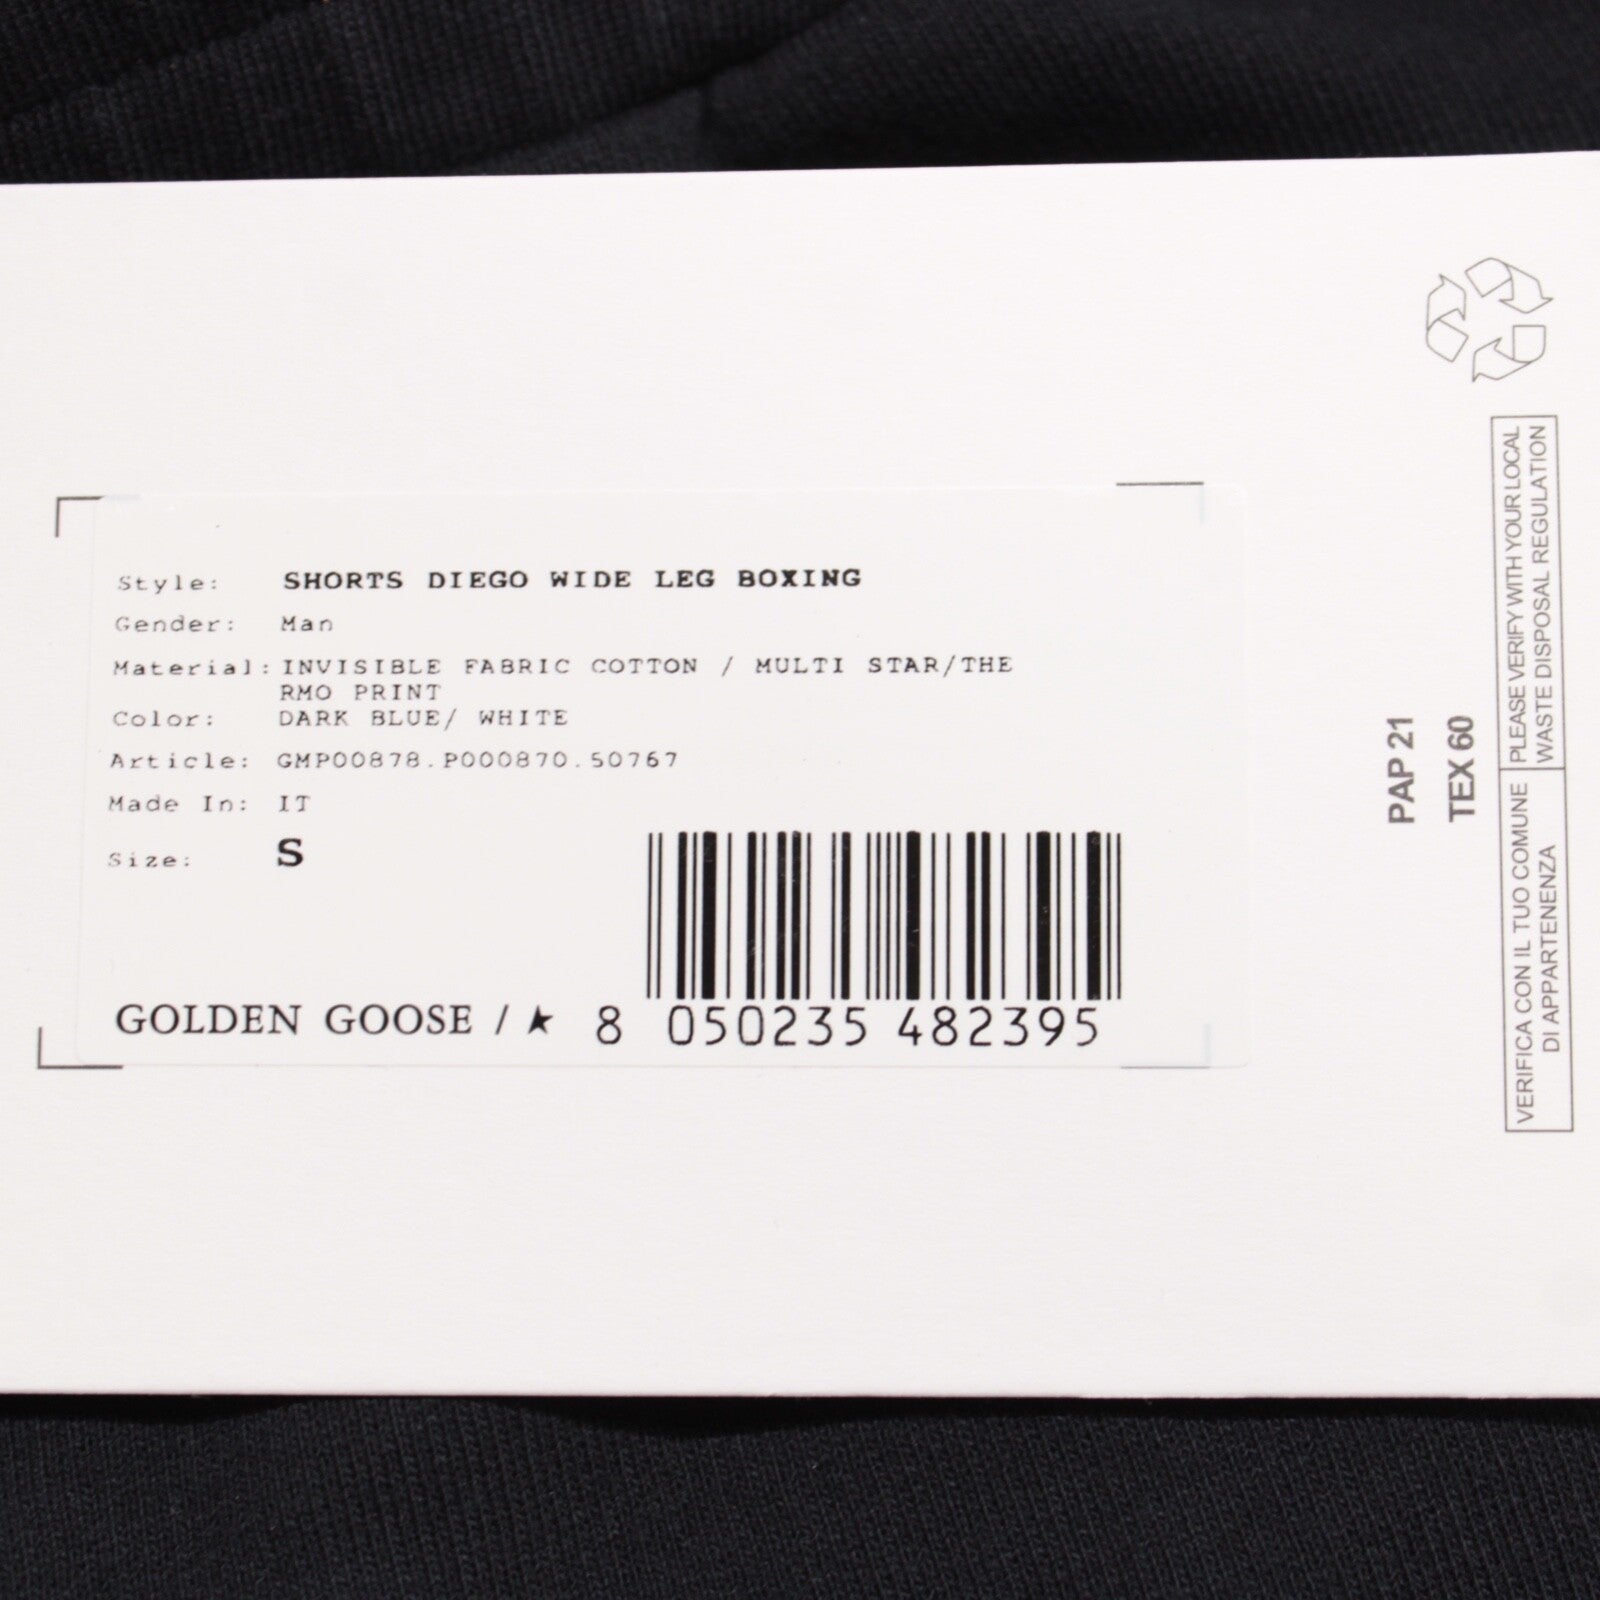 Style: SHORTS DIEGO WIDE LEG BOXING
Gender: Man
Material: INVISIBLE FABRIC COTTON / MULTI STAR/THE
RMO PRINT
Color: DARK BLUE/ WHITE
Article: GMP00878.P000870.50767
Made In: IT
Size: S
GOLDEN GOOSE / ★
8 050235 482395
PAP 21
TEX 60
VERIFICA CON IL TUO COMUNE
DI APPARTENENZA
PLEASE VERIFY WITH YOUR LOCAL
WASTE DISPOSAL REGULATION